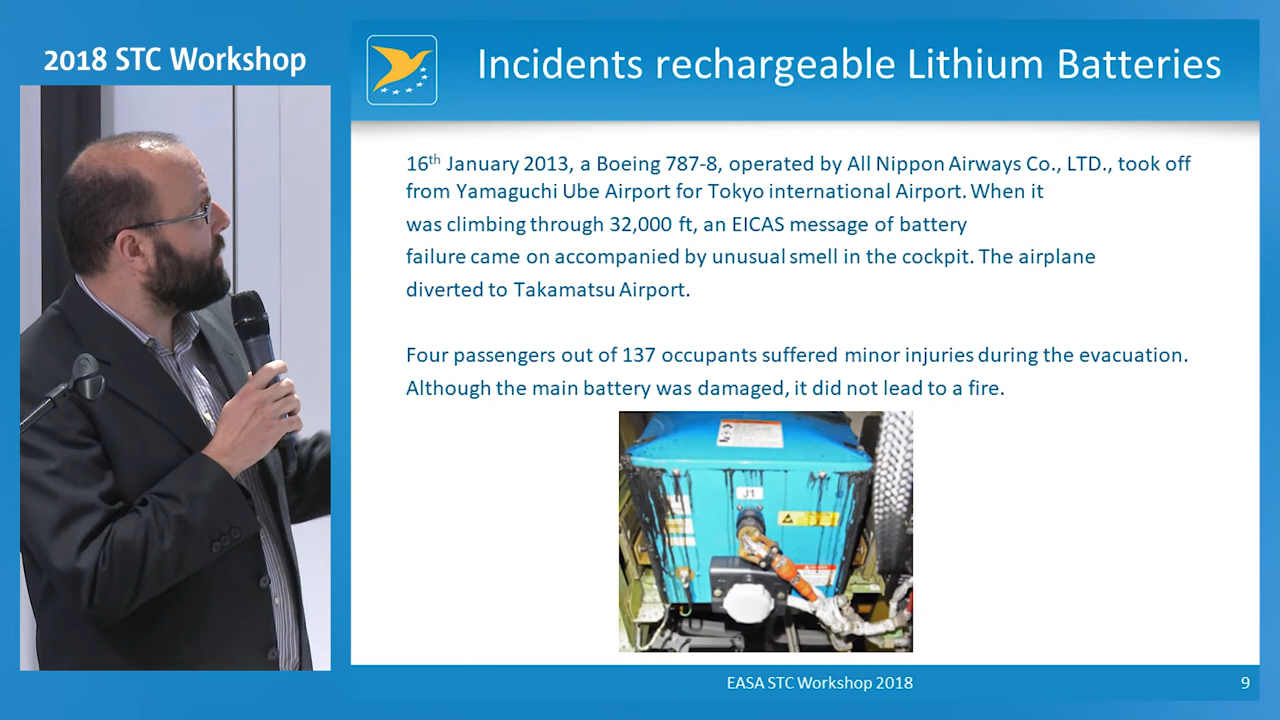 2018 STC Workshop
Incidents rechargeable Lithium Batteries
16th January 2013, a Boeing 787-8, operated by All Nippon Airways Co., LTD., took off
from Yamaguchi Ube Airport for Tokyo international Airport. When it
was climbing through 32,000 ft, an EICAS message of battery
failure came on accompanied by unusual smell in the cockpit. The airplane
diverted to Takamatsu Airport.
Four passengers out of 137 occupants suffered minor injuries during the evacuation.
Although the main battery was damaged, it did not lead to a fire.
J1
EASA STC Workshop 2018
9